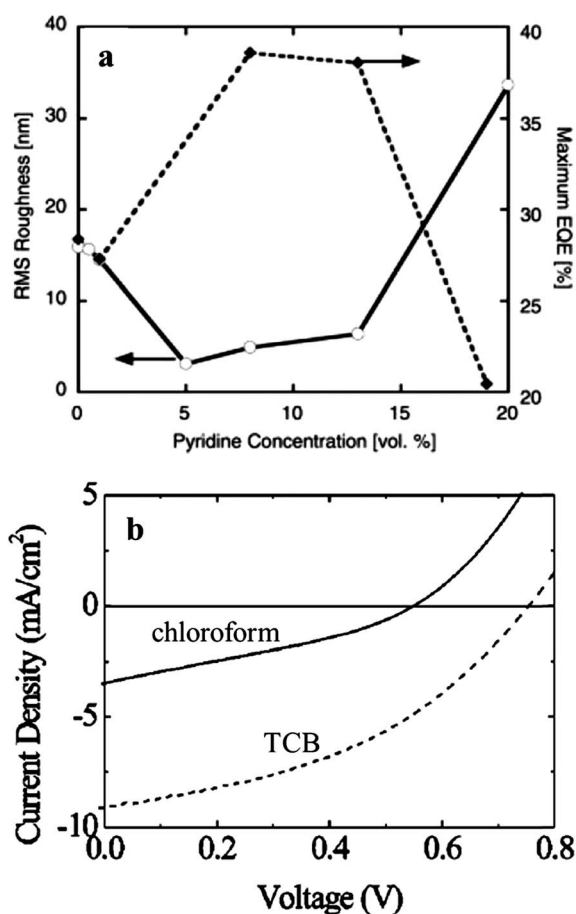 a
RMS Roughness [nm]
40
30
20
10
0
40
35
30
25
20
Maximum EQE [%]
0
5
10
15
20
Pyridine Concentration [vol. %]
b
Current Density (mA/cm²)
5
0
-5
-10
chloroform
TCB
0.0
0.2
0.4
0.6
0.8
Voltage (V)